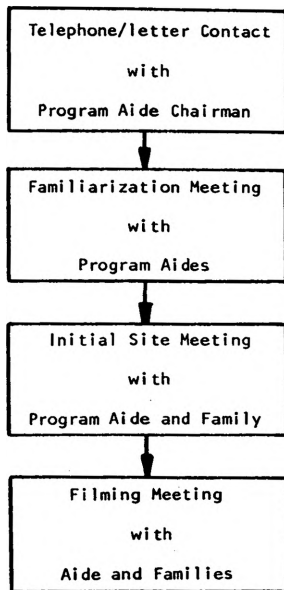 Telephone/letter Contact
with
Program Aide Chairman
Familiarization Meeting
with
Program Aides
Initial Site Meeting
with
Program Aide and Family
Filming Meeting
with
Aide and Families